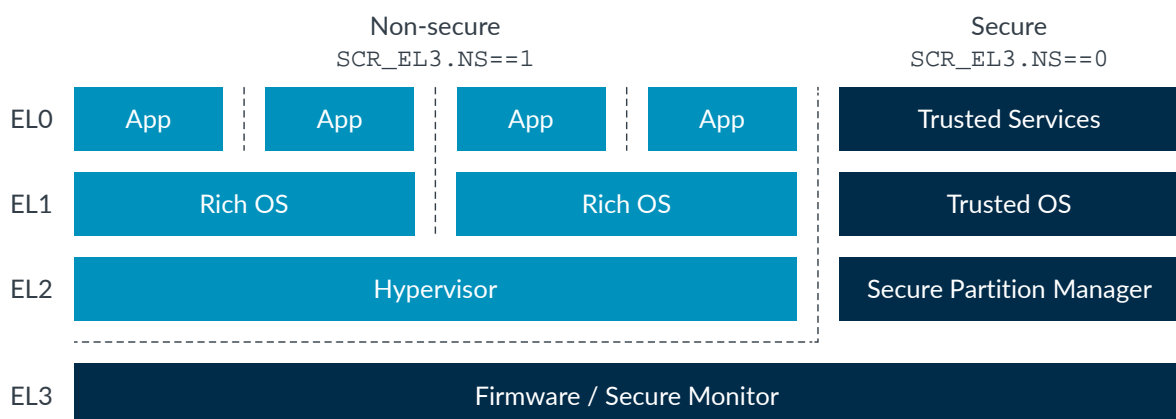 Non-secure
SCR_EL3.NS==1
Secure
SCR_EL3.NS==0
EL0
App
App
App
App
Trusted Services
EL1
Rich OS
Rich OS
Trusted OS
EL2
Hypervisor
Secure Partition Manager
EL3
Firmware / Secure Monitor